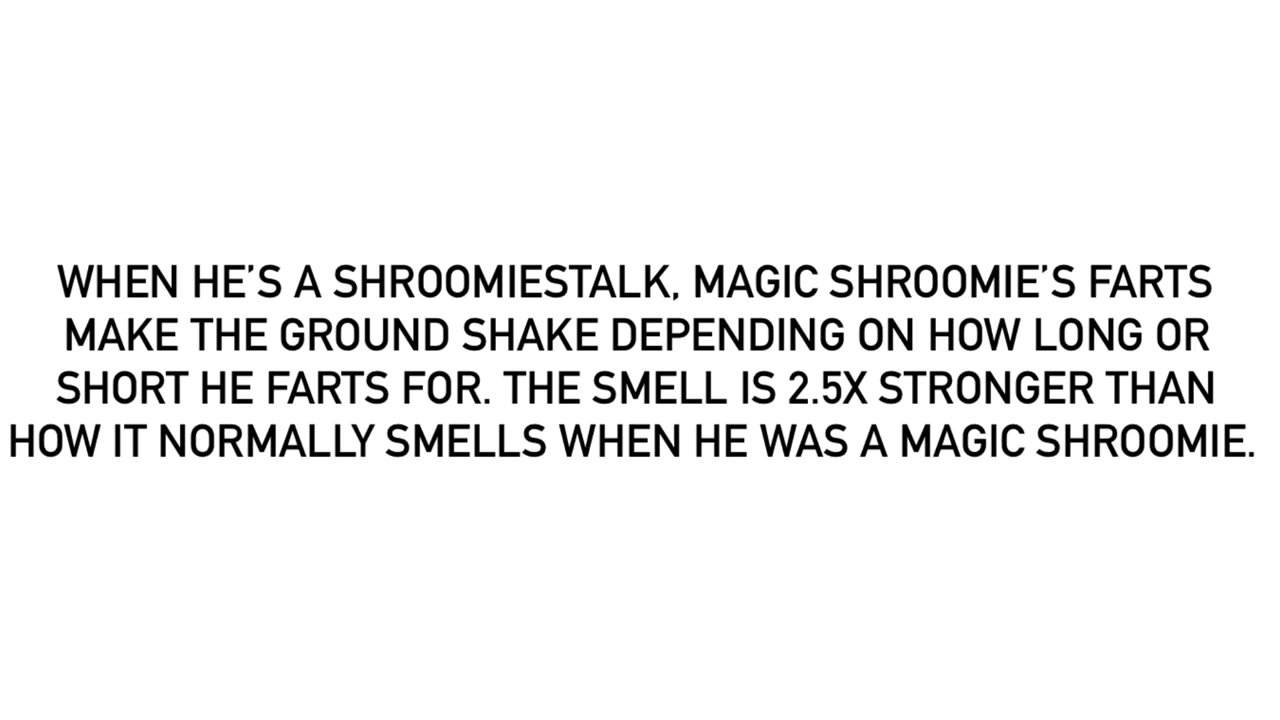 WHEN HE’S A SHROOMIESTALK, MAGIC SHROOMIE’S FARTS
MAKE THE GROUND SHAKE DEPENDING ON HOW LONG OR
SHORT HE FARTS FOR. THE SMELL IS 2.5X STRONGER THAN
HOW IT NORMALLY SMELLS WHEN HE WAS A MAGIC SHROOMIE.